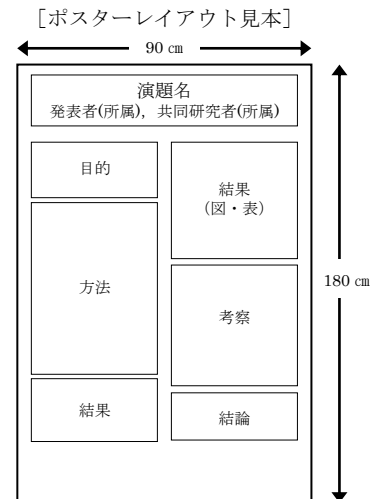 ［ポスターレイアウト見本］
90 ㎝
演題名
発表者(所属)，共同研究者(所属)
目的
方法
結果
結果
（図・表）
考察
結論
180 ㎝